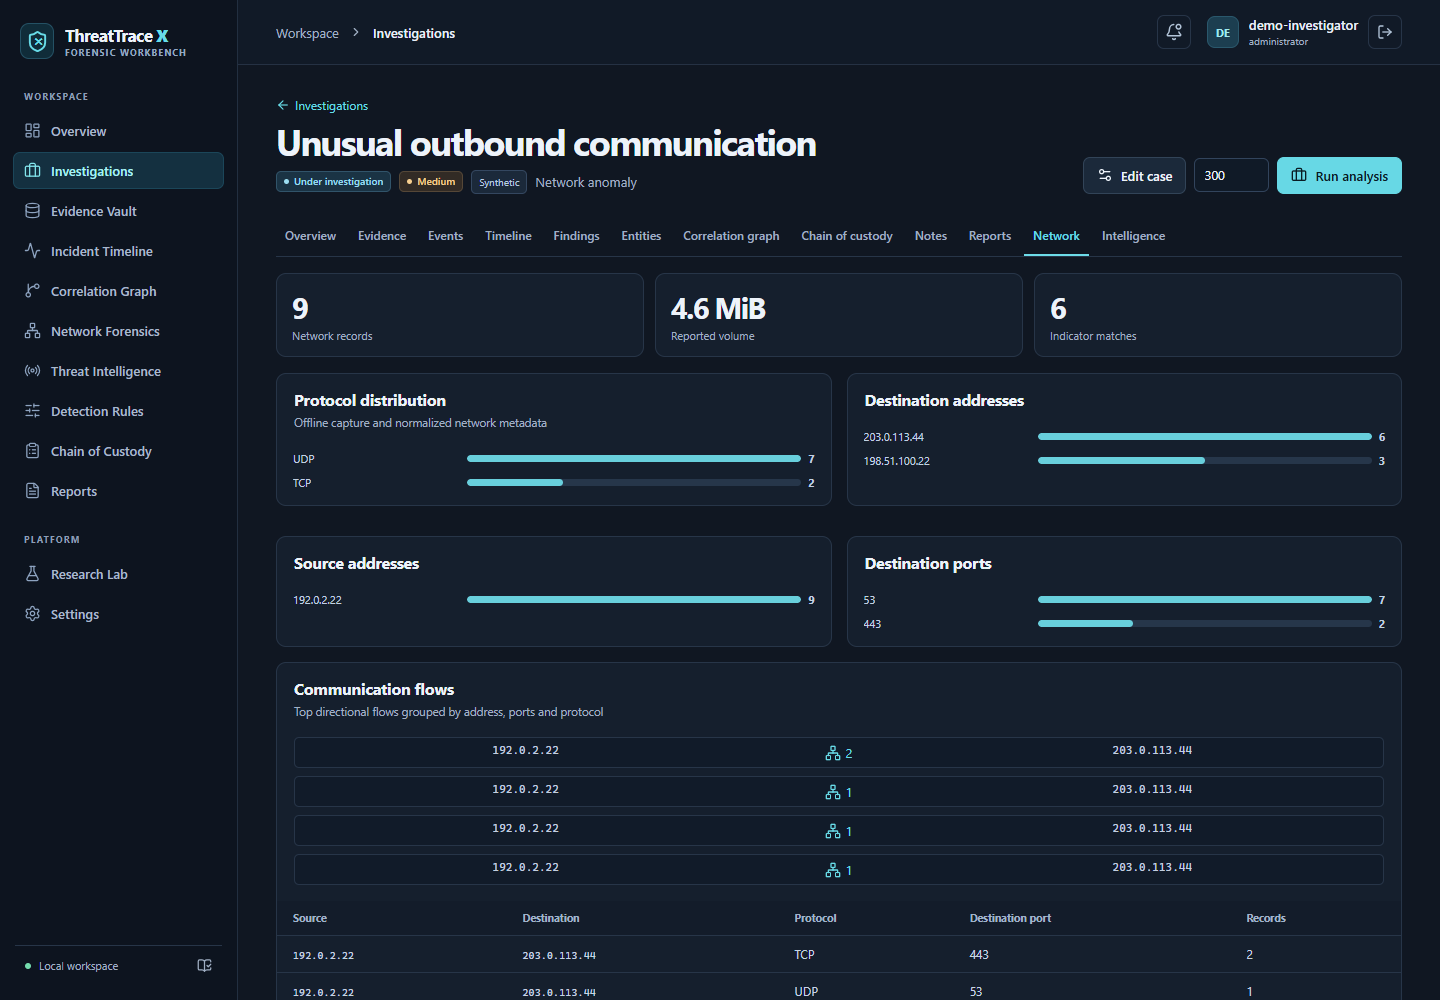 ThreatTrace X
FORENSIC WORKBENCH
WORKSPACE
Overview
Investigations
Evidence Vault
Incident Timeline
Correlation Graph
Network Forensics
Threat Intelligence
Detection Rules
Chain of Custody
Reports
PLATFORM
Research Lab
Settings
Local workspace
Workspace > Investigations
DE
demo-investigator
administrator
← Investigations
Unusual outbound communication
Under investigation Medium Synthetic Network anomaly
Edit case 300 Run analysis
Overview Evidence Events Timeline Findings Entities Correlation graph Chain of custody Notes Reports Network Intelligence
9
Network records
4.6 MiB
Reported volume
6
Indicator matches
Protocol distribution
Offline capture and normalized network metadata
UDP 7
TCP 2
Destination addresses
203.0.113.44 6
198.51.100.22 3
Source addresses
192.0.2.22 9
Destination ports
53 7
443 2
Communication flows
Top directional flows grouped by address, ports and protocol
192.0.2.22 2 203.0.113.44
192.0.2.22 1 203.0.113.44
192.0.2.22 1 203.0.113.44
192.0.2.22 1 203.0.113.44
Source Destination Protocol Destination port Records
192.0.2.22 203.0.113.44 TCP 443 2
192.0.2.22 203.0.113.44 UDP 53 1